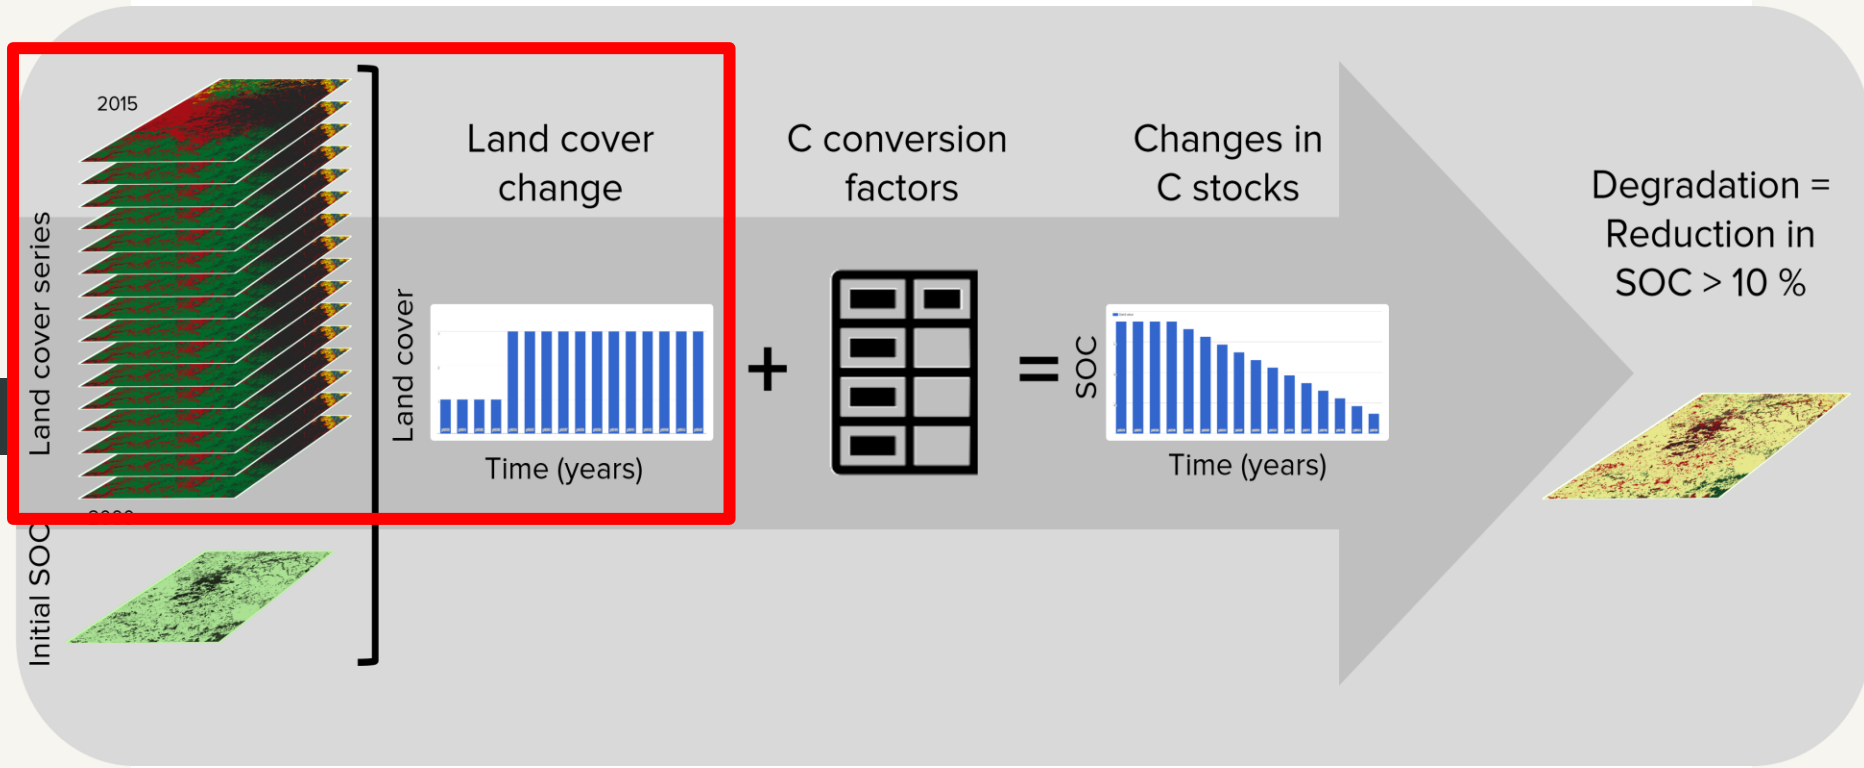 2015
Land cover series
Initial SOC
Land cover
change
Land cover
Time (years)
+
C conversion
factors
=
Changes in
C stocks
SOC
Time (years)
Degradation =
Reduction in
SOC > 10 %